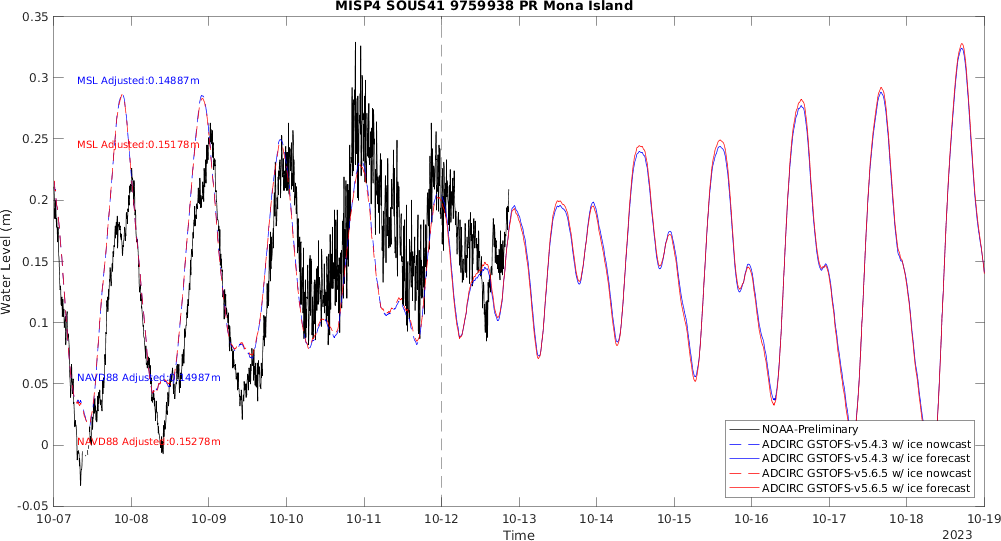 MISP4 SOUS41 9759938 PR Mona Island
0.35
0.3
0.25
0.2
0.15
0.1
0.05
0
-0.05
Water Level (m)
MSL Adjusted:0.14887m
MSL Adjusted:0.15178m
NAVD88 Adjusted:0.14987m
NAVD88 Adjusted:0.15278m
NOAA-Preliminary
ADCIRC GSTOFS-v5.4.3 w/ ice nowcast
ADCIRC GSTOFS-v5.4.3 w/ ice forecast
ADCIRC GSTOFS-v5.6.5 w/ ice nowcast
ADCIRC GSTOFS-v5.6.5 w/ ice forecast
10-07 10-08 10-09 10-10 10-11 10-12 10-13 10-14 10-15 10-16 10-17 10-18 10-19
Time
2023